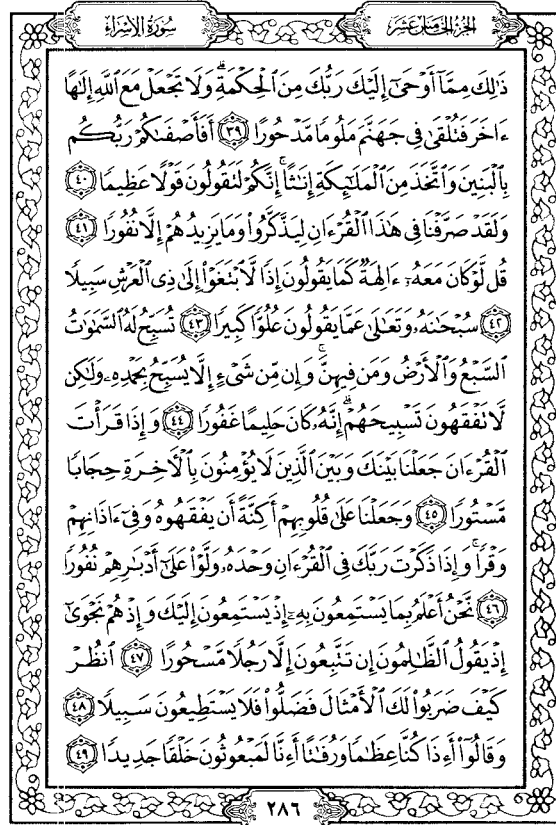 الجزء الخامس عشر
سورة الإسراء
ذَٰلِكَ مِمَّآ أَوْحَىٰٓ إِلَيْكَ رَبُّكَ مِنَ ٱلْحِكْمَةِ ۗ وَلَا تَجْعَلْ مَعَ ٱللَّهِ إِلَٰهًا
ءَاخَرَ فَتُلْقَىٰ فِى جَهَنَّمَ مَلُومًا مَّدْحُورًا ٣٩ أَفَأَصْفَىٰكُمْ رَبُّكُم
بِٱلْبَنِينَ وَٱتَّخَذَ مِنَ ٱلْمَلَٰٓئِكَةِ إِنَٰثًا ۚ إِنَّكُمْ لَتَقُولُونَ قَوْلًا عَظِيمًا ٤٠
وَلَقَدْ صَرَّفْنَا فِى هَٰذَا ٱلْقُرْءَانِ لِيَذَّكَّرُوا۟ وَمَا يَزِيدُهُمْ إِلَّا نُفُورًا ٤١
قُل لَّوْ كَانَ مَعَهُۥٓ ءَالِهَةٌ كَمَا يَقُولُونَ إِذًا لَّٱبْتَغَوْا۟ إِلَىٰ ذِى ٱلْعَرْشِ سَبِيلًا
٤٢ سُبْحَٰنَهُۥ وَتَعَٰلَىٰ عَمَّا يَقُولُونَ عُلُوًّا كَبِيرًا ٤٣ تُسَبِّحُ لَهُ ٱلسَّمَٰوَٰتُ
ٱلسَّبْعُ وَٱلْأَرْضُ وَمَن فِيهِنَّ ۚ وَإِن مِّن شَىْءٍ إِلَّا يُسَبِّحُ بِحَمْدِهِۦ وَلَٰكِن
لَّا تَفْقَهُونَ تَسْبِيحَهُمْ ۗ إِنَّهُۥ كَانَ حَلِيمًا غَفُورًا ٤٤ وَإِذَا قَرَأْتَ
ٱلْقُرْءَانَ جَعَلْنَا بَيْنَكَ وَبَيْنَ ٱلَّذِينَ لَا يُؤْمِنُونَ بِٱلْأَخِرَةِ حِجَابًا
مَّسْتُورًا ٤٥ وَجَعَلْنَا عَلَىٰ قُلُوبِهِمْ أَكِنَّةً أَن يَفْقَهُوهُ وَفِىٓ ءَاذَانِهِمْ
وَقْرًا ۚ وَإِذَا ذَكَرْتَ رَبَّكَ فِى ٱلْقُرْءَانِ وَحْدَهُۥ وَلَّوْا۟ عَلَىٰٓ أَدْبَٰرِهِمْ نُفُورًا
٤٦ نَّحْنُ أَعْلَمُ بِمَا يَسْتَمِعُونَ بِهِۦٓ إِذْ يَسْتَمِعُونَ إِلَيْكَ وَإِذْ هُمْ نَجْوَىٰٓ
إِذْ يَقُولُ ٱلظَّٰلِمُونَ إِن تَتَّبِعُونَ إِلَّا رَجُلًا مَّسْحُورًا ٤٧ ٱنظُرْ
كَيْفَ ضَرَبُوا۟ لَكَ ٱلْأَمْثَالَ فَضَلُّوا۟ فَلَا يَسْتَطِيعُونَ سَبِيلًا ٤٨
وَقَالُوٓا۟ أَءِذَا كُنَّا عِظَٰمًا وَرُفَٰتًا أَءِنَّا لَمَبْعُوثُونَ خَلْقًا جَدِيدًا ٤٩
٢٨٦